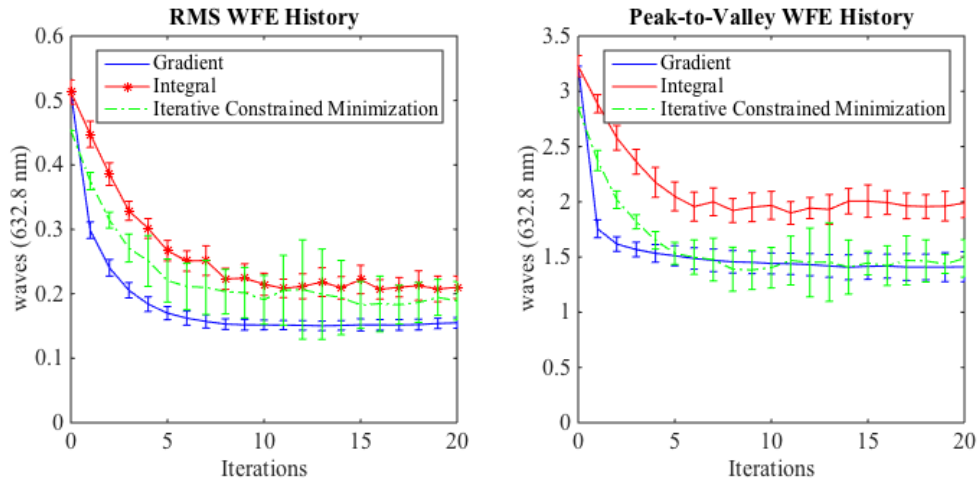 RMS WFE History
0.6
0.5
0.4
0.3
0.2
0.1
0
waves (632.8 nm)
Gradient
Integral
Iterative Constrained Minimization
0 5 10 15 20
Iterations
Peak-to-Valley WFE History
3.5
3
2.5
2
1.5
1
0.5
0
waves (632.8 nm)
Gradient
Integral
Iterative Constrained Minimization
0 5 10 15 20
Iterations